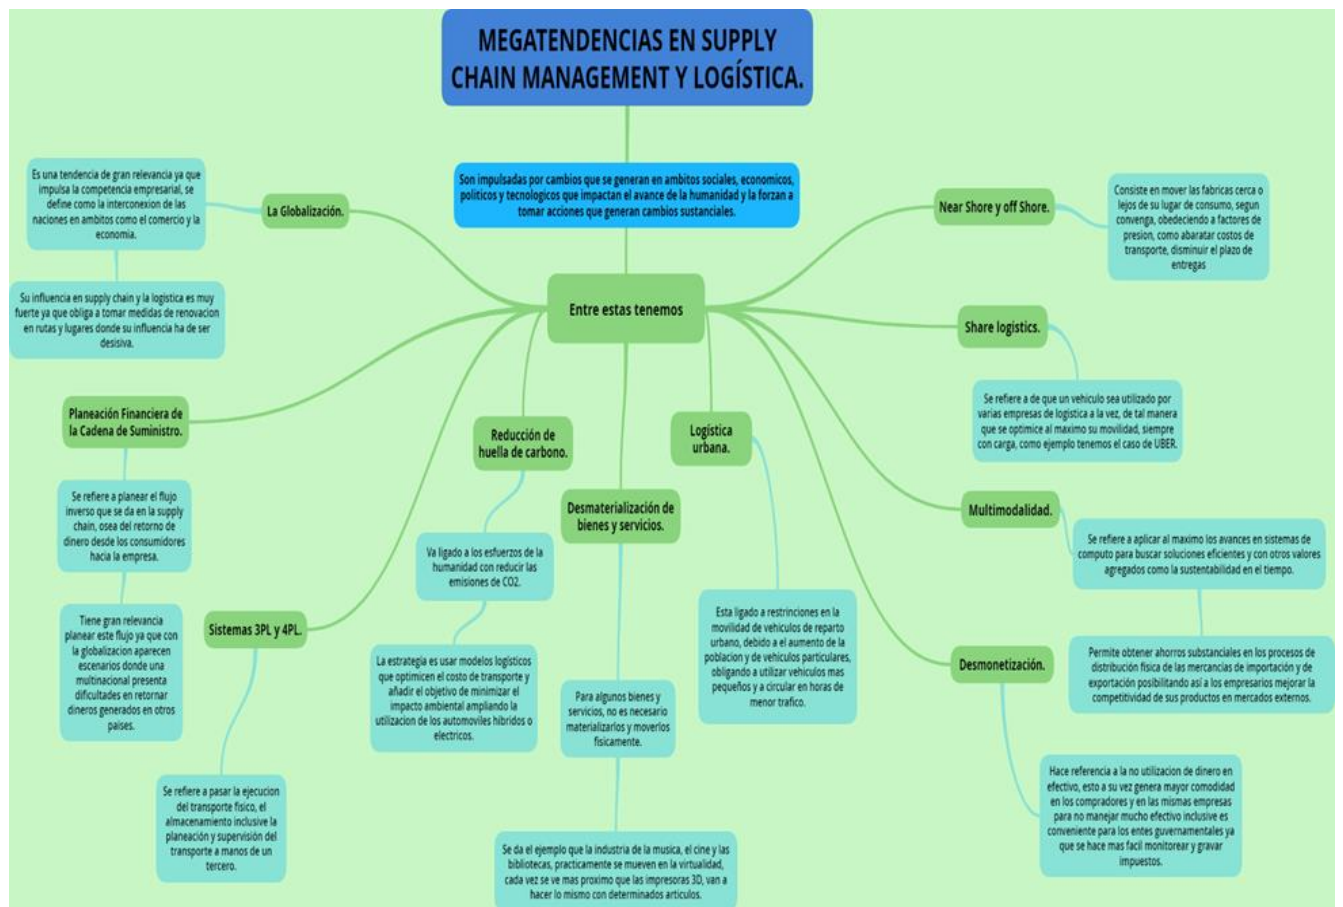 MEGATENDENCIAS EN SUPPLY
CHAIN MANAGEMENT Y LOGÍSTICA.
Son impulsadas por cambios que se generan en ambitos sociales, economicos,
politicos y tecnologicos que impactan el avance de la humanidad y la forzan a
tomar acciones que generan cambios sustanciales.
Entre estas tenemos
La Globalización.
Es una tendencia de gran relevancia ya que
impulsa la competencia empresarial, se
define como la interconexion de las
naciones en ambitos como el comercio y la
economia.
Su influencia en supply chain y la logistica es muy
fuerte ya que obliga a tomar medidas de renovacion
en rutas y lugares donde su influencia ha de ser
desisiva.
Planeación Financiera de
la Cadena de Suministro.
Se refiere a planear el flujo
inverso que se da en la supply
chain, osea del retorno de
dinero desde los consumidores
hacia la empresa.
Tiene gran relevancia
planear este flujo ya que con
la globalizacion aparecen
escenarios donde una
multinacional presenta
dificultades en retornar
dineros generados en otros
paises.
Sistemas 3PL y 4PL.
Se refiere a pasar la ejecucion
del transporte fisico, el
almacenamiento inclusive la
planeación y supervisión del
transporte a manos de un
tercero.
Reducción de
huella de carbono.
Va ligado a los esfuerzos de la
humanidad con reducir las
emisiones de CO2.
La estrategia es usar modelos logísticos
que optimicen el costo de transporte y
añadir el objetivo de minimizar el
impacto ambiental ampliando la
utilizacion de los automoviles hibridos o
electricos.
Desmaterialización de
bienes y servicios.
Para algunos bienes y
servicios, no es necesario
materializarlos y moverlos
fisicamente.
Se da el ejemplo que la industria de la musica, el cine y las
bibliotecas, practicamente se mueven en la virtualidad,
cada vez se ve mas proximo que las impresoras 3D, van a
hacer lo mismo con determinados articulos.
Logística
urbana.
Esta ligado a restrinciones en la
movilidad de vehiculos de reparto
urbano, debido a el aumento de la
poblacion y de vehiculos particulares,
obligando a utilizar vehiculos mas
pequeños y a circular en horas de
menor trafico.
Near Shore y off Shore.
Consiste en mover las fabricas cerca o
lejos de su lugar de consumo, segun
convenga, obedeciendo a factores de
presion, como abaratar costos de
transporte, disminuir el plazo de
entregas
Share logistics.
Se refiere a de que un vehiculo sea utilizado por
varias empresas de logistica a la vez, de tal manera
que se optimice al maximo su movilidad, siempre
con carga, como ejemplo tenemos el caso de UBER.
Multimodalidad.
Se refiere a aplicar al maximo los avances en sistemas de
computo para buscar soluciones eficientes y con otros valores
agregados como la sustentabilidad en el tiempo.
Permite obtener ahorros substanciales en los procesos de
distribución física de las mercancías de importación y de
exportación posibilitando así a los empresarios mejorar la
competitividad de sus productos en mercados externos.
Desmonetización.
Hace referencia a la no utilizacion de dinero en
efectivo, esto a su vez genera mayor comodidad
en los compradores y en las mismas empresas
para no manejar mucho efectivo inclusive es
conveniente para los entes guvernamentales ya
que se hace mas facil monitorear y gravar
impuestos.